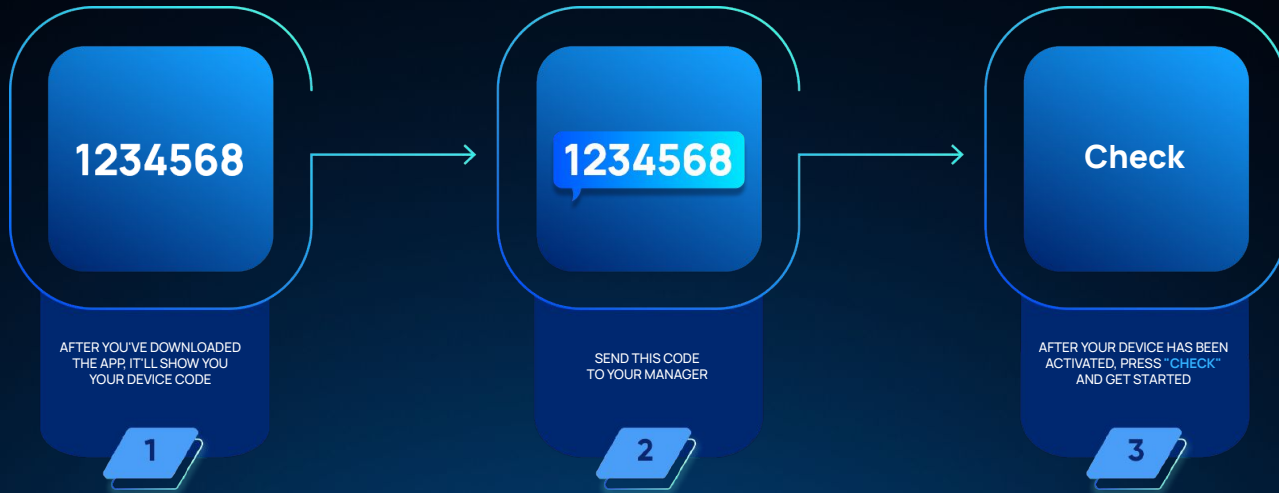 1234568
AFTER YOU'VE DOWNLOADED
THE APP, IT'LL SHOW YOU
YOUR DEVICE CODE
1
1234568
SEND THIS CODE
TO YOUR MANAGER
2
Check
AFTER YOUR DEVICE HAS BEEN
ACTIVATED, PRESS "CHECK"
AND GET STARTED
3